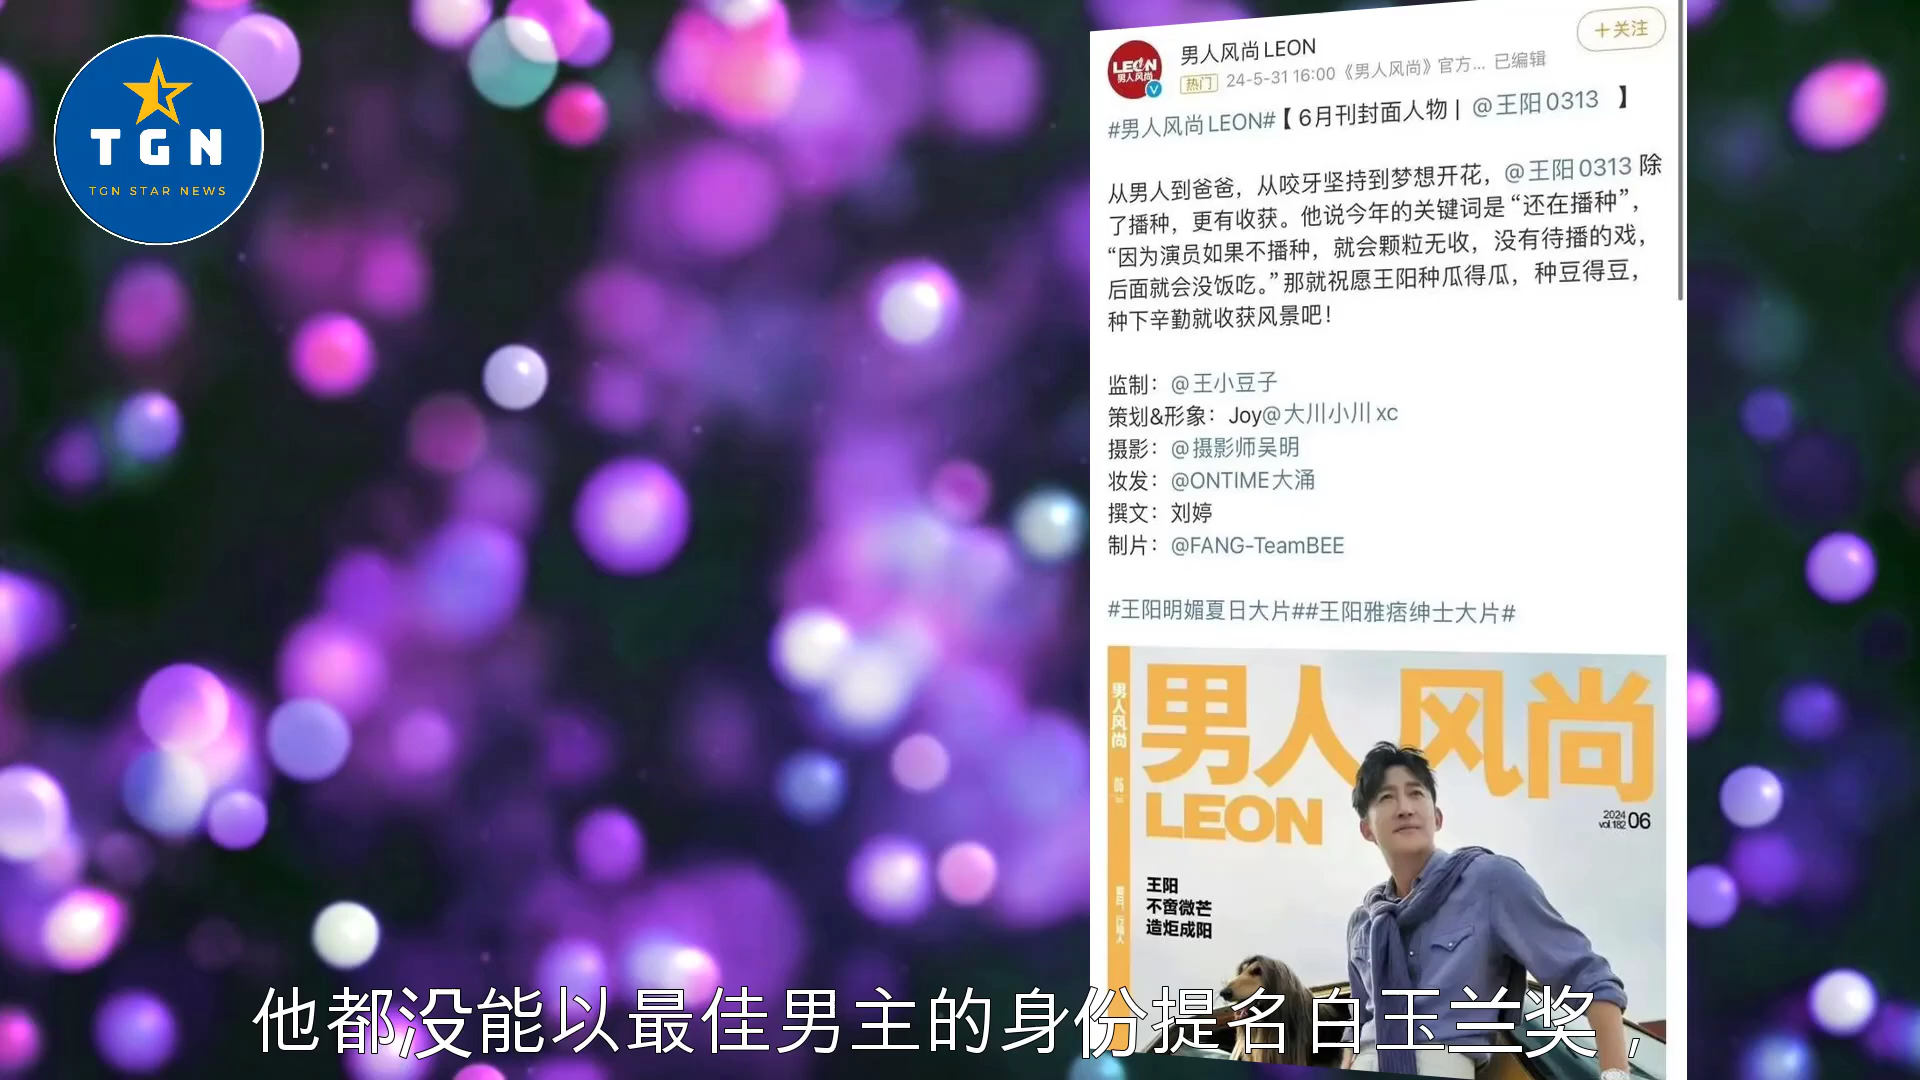 TGN
TGN STAR NEWS
LEON
男人风尚
男人风尚LEON
+关注
热门 24-5-31 16:00《男人风尚》官方... 已编辑
#男人风尚LEON#【6月刊封面人物 | @王阳0313 】
从男人到爸爸，从咬牙坚持到梦想开花，@王阳0313 除
了播种，更有收获。他说今年的关键词是“还在播种”，
“因为演员如果不播种，就会颗粒无收，没有待播的戏，
后面就会没饭吃。”那就祝愿王阳种瓜得瓜，种豆得豆，
种下辛勤就收获风景吧！
监制：@王小豆子
策划&形象：Joy@大川小川xc
摄影：@摄影师吴明
妆发：@ONTIME大涌
撰文：刘婷
制片：@FANG-TeamBEE
#王阳明媚夏日大片##王阳雅痞绅士大片#
男人风尚
男人风尚
LEON
2024
vol.182 06
王阳
不啻微芒
造炬成阳
他都没能以最佳男主的身份提名白玉兰奖，